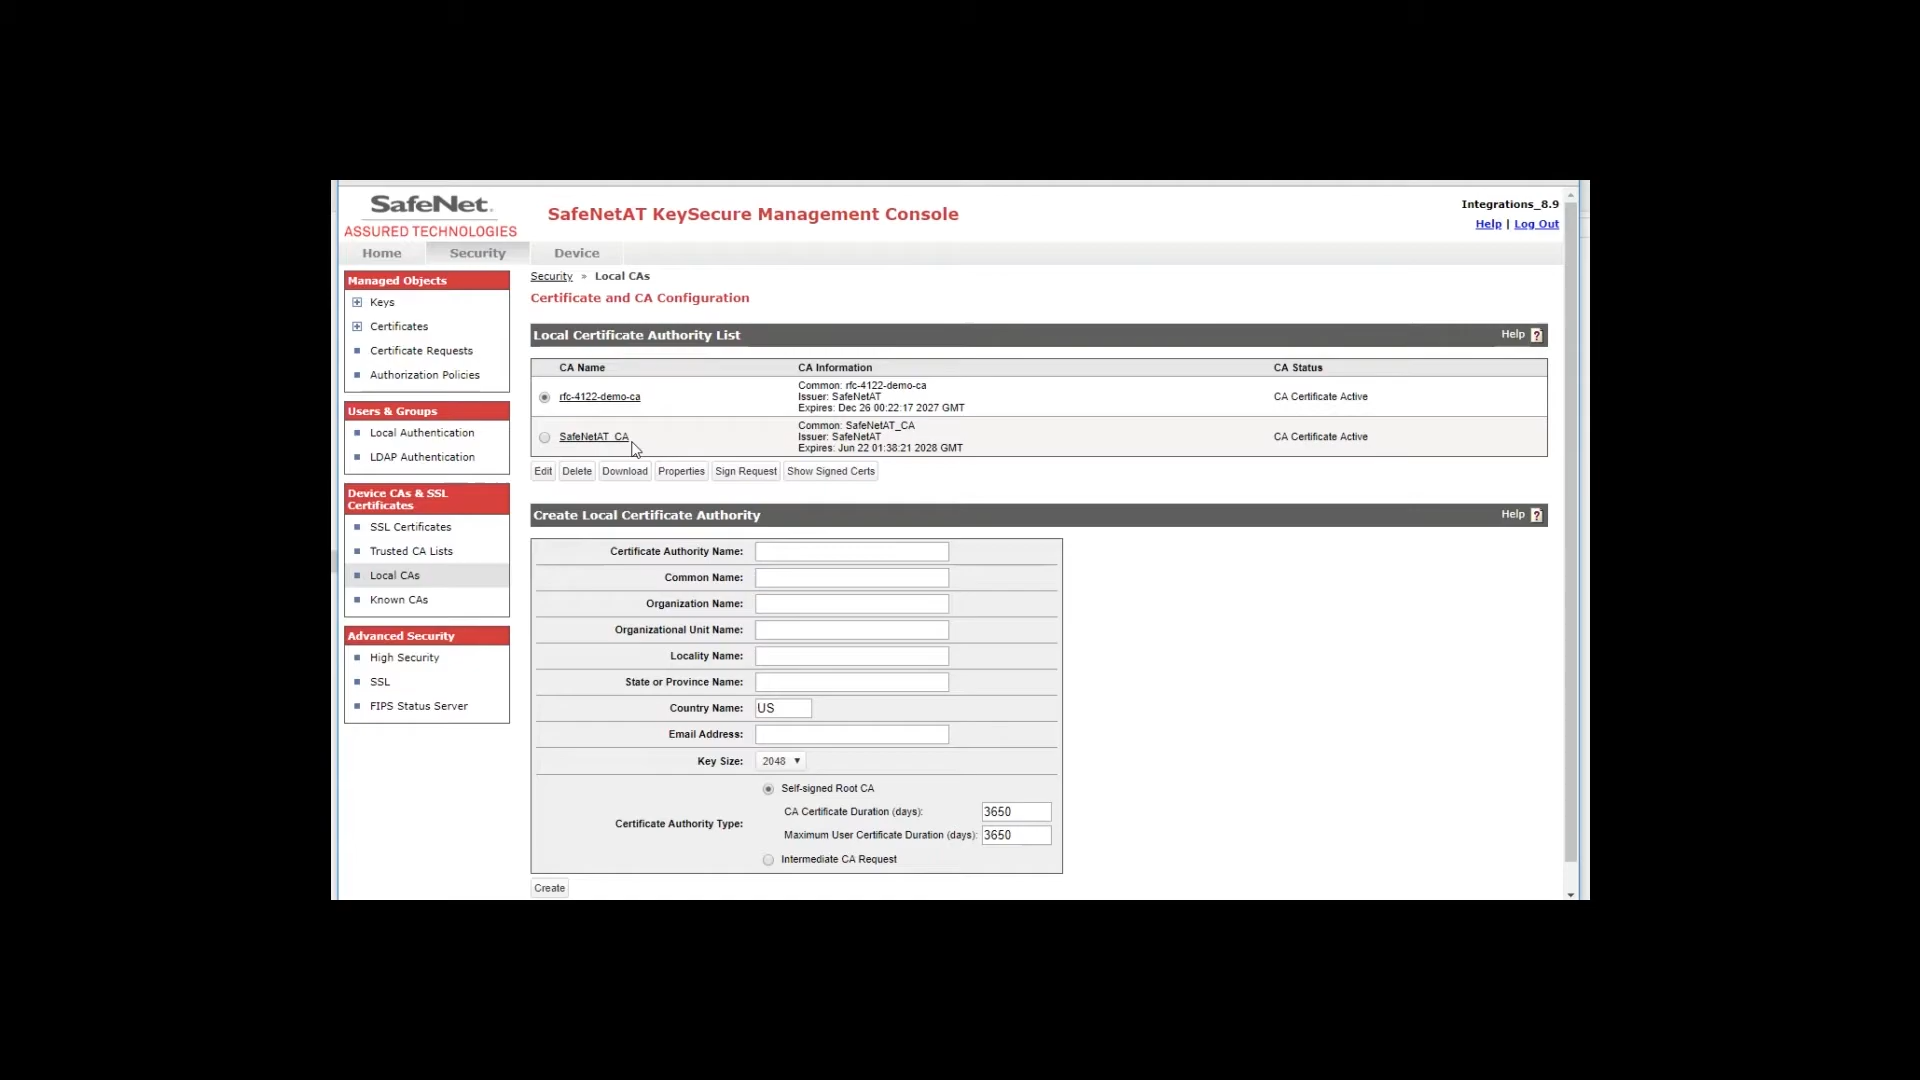 SafeNet.
ASSURED TECHNOLOGIES
SafeNetAT KeySecure Management Console
Integrations_8.9
Help | Log Out
Home Security Device
Managed Objects
Keys
Certificates
Certificate Requests
Authorization Policies
Users & Groups
Local Authentication
LDAP Authentication
Device CAs & SSL
Certificates
SSL Certificates
Trusted CA Lists
Local CAs
Known CAs
Advanced Security
High Security
SSL
FIPS Status Server
Security » Local CAs
Certificate and CA Configuration
Local Certificate Authority List Help ?
CA Name CA Information CA Status
rfc-4122-demo-ca
Common: rfc-4122-demo-ca
Issuer: SafeNetAT
Expires: Dec 26 00:22:17 2027 GMT
CA Certificate Active
SafeNetAT_CA
Common: SafeNetAT_CA
Issuer: SafeNetAT
Expires: Jun 22 01:38:21 2028 GMT
CA Certificate Active
Edit Delete Download Properties Sign Request Show Signed Certs
Create Local Certificate Authority Help ?
Certificate Authority Name:
Common Name:
Organization Name:
Organizational Unit Name:
Locality Name:
State or Province Name:
Country Name: US
Email Address:
Key Size: 2048
Certificate Authority Type:
Self-signed Root CA
CA Certificate Duration (days): 3650
Maximum User Certificate Duration (days): 3650
Intermediate CA Request
Create